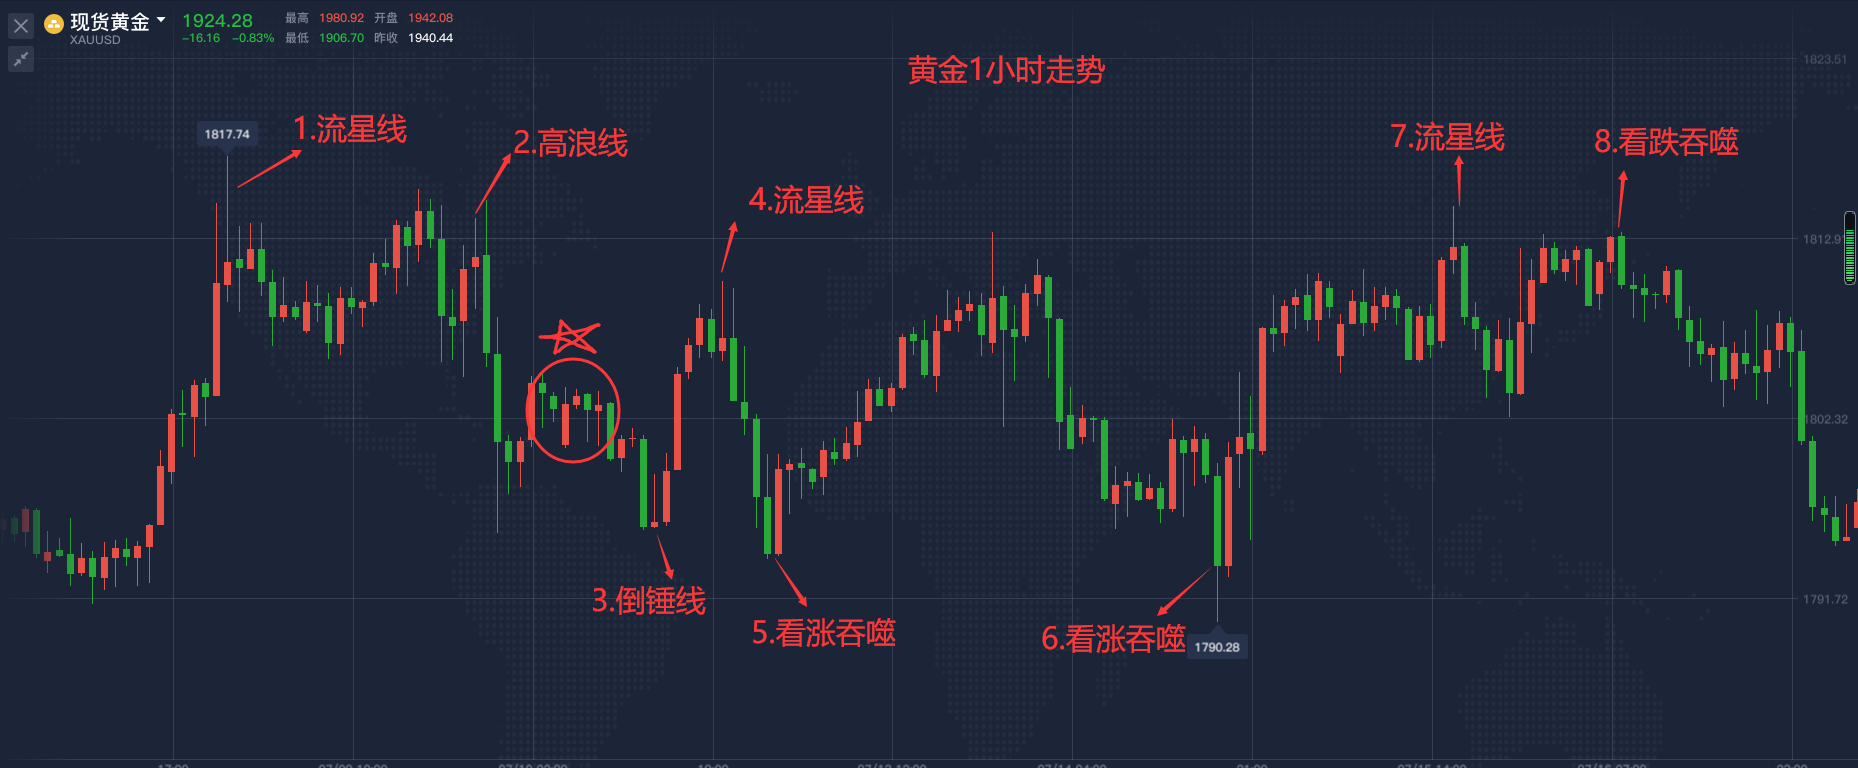 现货黄金
XAUUSD
1924.28
-16.16 -0.83%
最高 1980.92 开盘 1942.08
最低 1906.70 昨收 1940.44
黄金1小时走势
1823.51
1817.74
1.流星线
2.高浪线
7.流星线
8.看跌吞噬
4.流星线
1812.91
1802.32
1791.72
3.倒锤线
5.看涨吞噬
6.看涨吞噬
1790.28